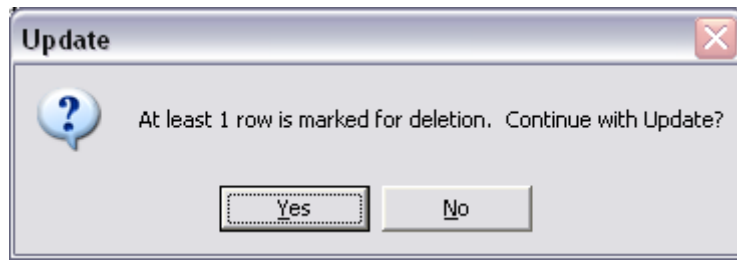 Update
At least 1 row is marked for deletion.  Continue with Update?
Yes
No